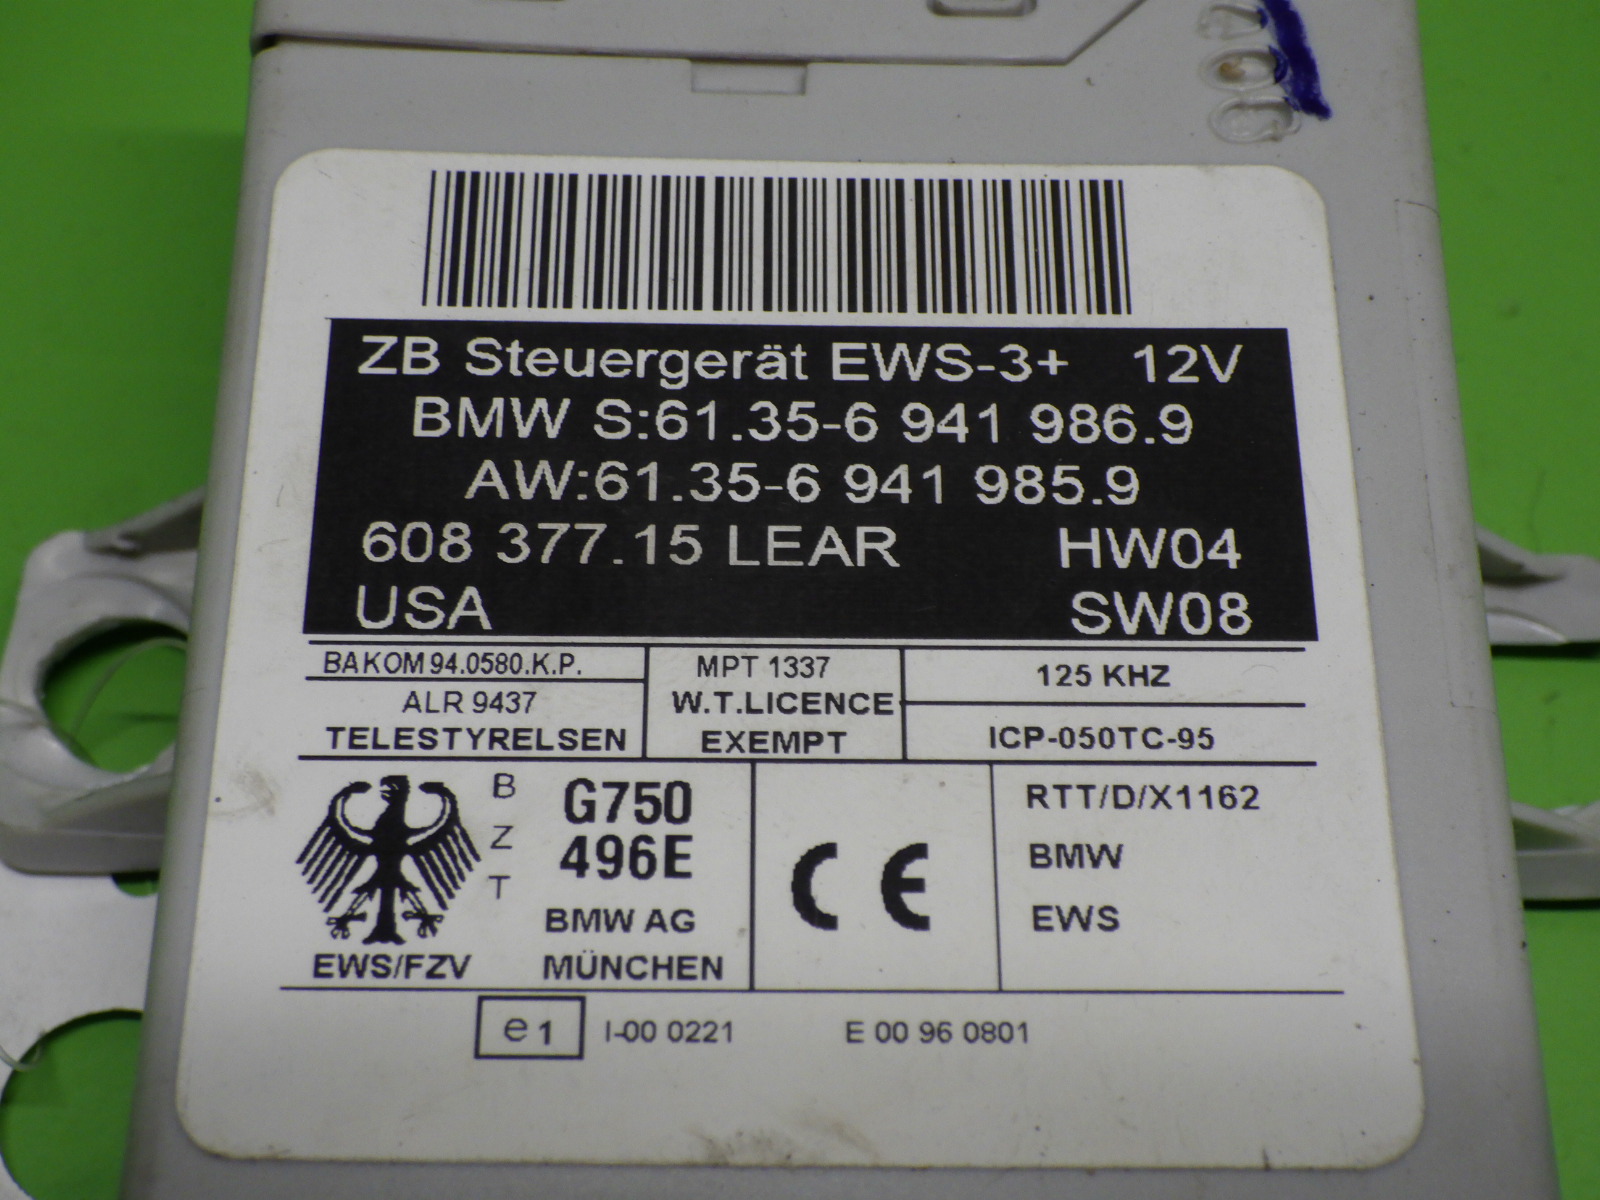 ZB Steuergerät EWS-3+ 12V
BMW S:61.35-6 941 986.9
AW:61.35-6 941 985.9
608 377.15 LEAR HW04
USA SW08
BAKOM 94.0580.K.P.
ALR 9437
TELESTYRELSEN
MPT 1337
W.T.LICENCE
EXEMPT
125 KHZ
ICP-050TC-95
B
Z
T
EWS/FZV
G750
496E
BMW AG
MÜNCHEN
CE
RTT/D/X1162
BMW
EWS
e1 I-00 0221 E 00 96 0801